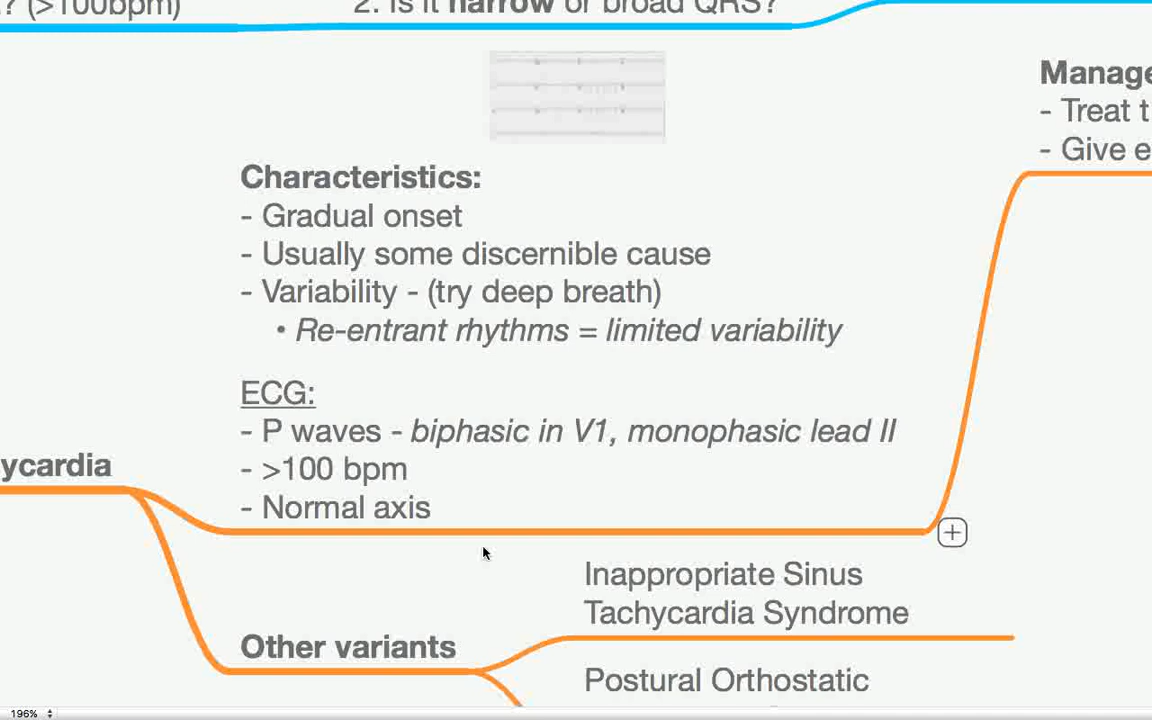 ? (>100bpm)
2. Is it narrow or broad QRS?
Manage
- Treat t
- Give e
Characteristics:
- Gradual onset
- Usually some discernible cause
- Variability - (try deep breath)
• Re-entrant rhythms = limited variability
ECG:
- P waves - biphasic in V1, monophasic lead II
- >100 bpm
- Normal axis
ycardia
Inappropriate Sinus
Tachycardia Syndrome
Other variants
Postural Orthostatic
196%